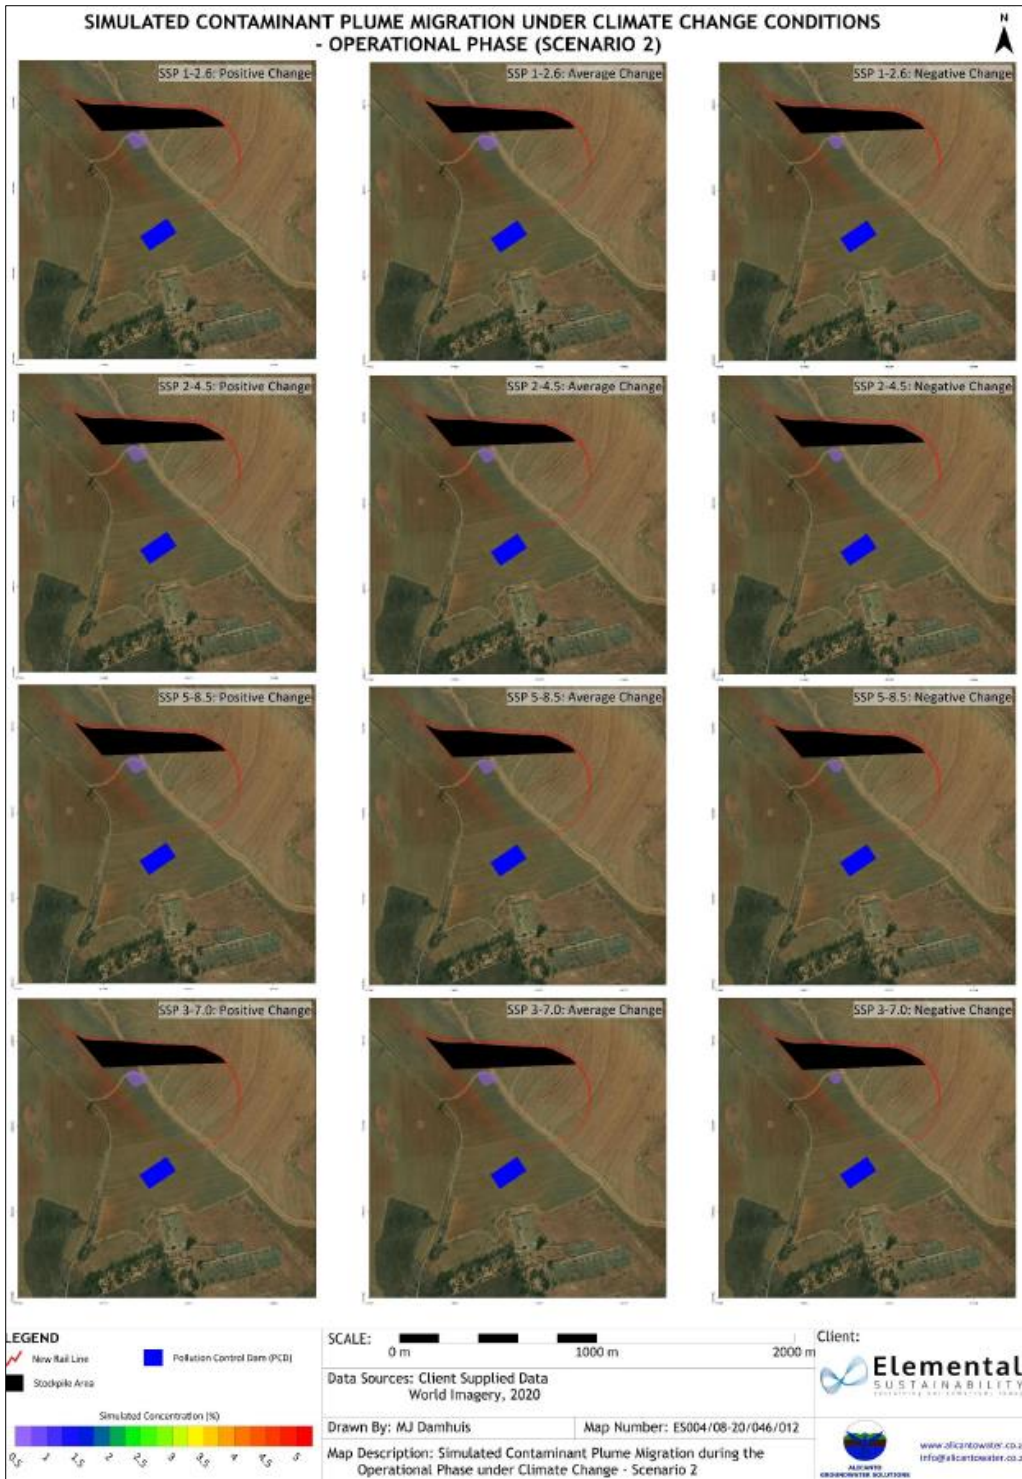 SIMULATED CONTAMINANT PLUME MIGRATION UNDER CLIMATE CHANGE CONDITIONS
- OPERATIONAL PHASE (SCENARIO 2)
N
SSP 1-2.6: Positive Change
SSP 1-2.6: Average Change
SSP 1-2.6: Negative Change
SSP 2-4.5: Positive Change
SSP 2-4.5: Average Change
SSP 2-4.5: Negative Change
SSP 5-8.5: Positive Change
SSP 5-8.5: Average Change
SSP 5-8.5: Negative Change
SSP 3-7.0: Positive Change
SSP 3-7.0: Average Change
SSP 3-7.0: Negative Change
LEGEND
New Rail Line
Pollution Control Dam (PCD)
Stockpile Area
Simulated Concentration (%)
0.5 1 1.5 2 2.5 3 3.5 4 4.5 5
SCALE:
0 m 1000 m 2000 m
Data Sources: Client Supplied Data
World Imagery, 2020
Drawn By: MJ Damhuis
Map Number: ES004/08-20/046/012
Map Description: Simulated Contaminant Plume Migration during the
Operational Phase under Climate Change - Scenario 2
Client:
Elemental
SUSTAINABILITY
ALICANTO
GROUNDWATER SOLUTIONS
www.alicantowater.co.z
info@alicantowater.co.z